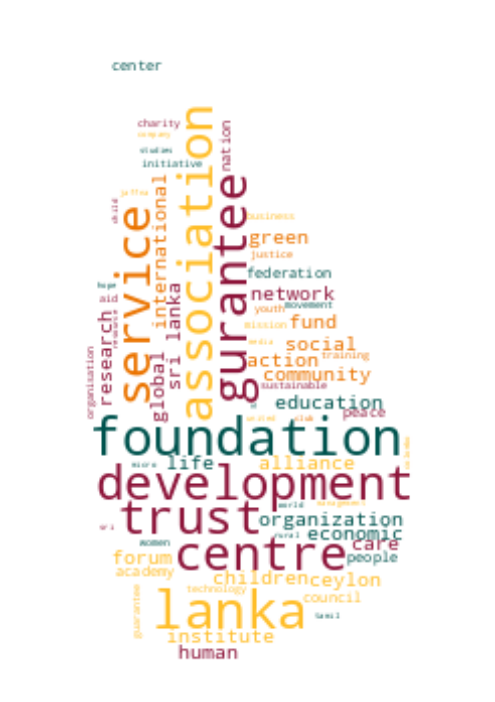 center
charity
company
studies
initiative
nation
association
jaffna
child
service
international
gurantee
business
green
justice
federation
hope
aid
network
movement
youth
mission
fund
research
sri lanka
global
organisation
social
media
action
training
community
sustainable
education
peace
united
club
foundation
micro
life
alliance
development
world
management
trust
organization
sri
rural
economic
women
centre
care
people
forum
academy
children
ceylon
technology
council
guarantee
lanka
tamil
institute
human